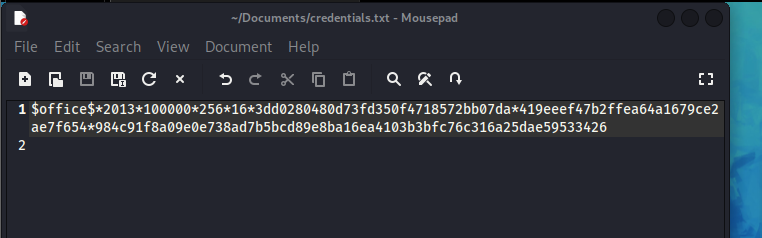 ~/Documents/credentials.txt - Mousepad
File Edit Search View Document Help
1 $office$*2013*100000*256*16*3dd0280480d73fd350f4718572bb07da*419eeef47b2ffea64a1679ce2
ae7f654*984c91f8a09e0e738ad7b5bcd89e8ba16ea4103b3bfc76c316a25dae59533426
2